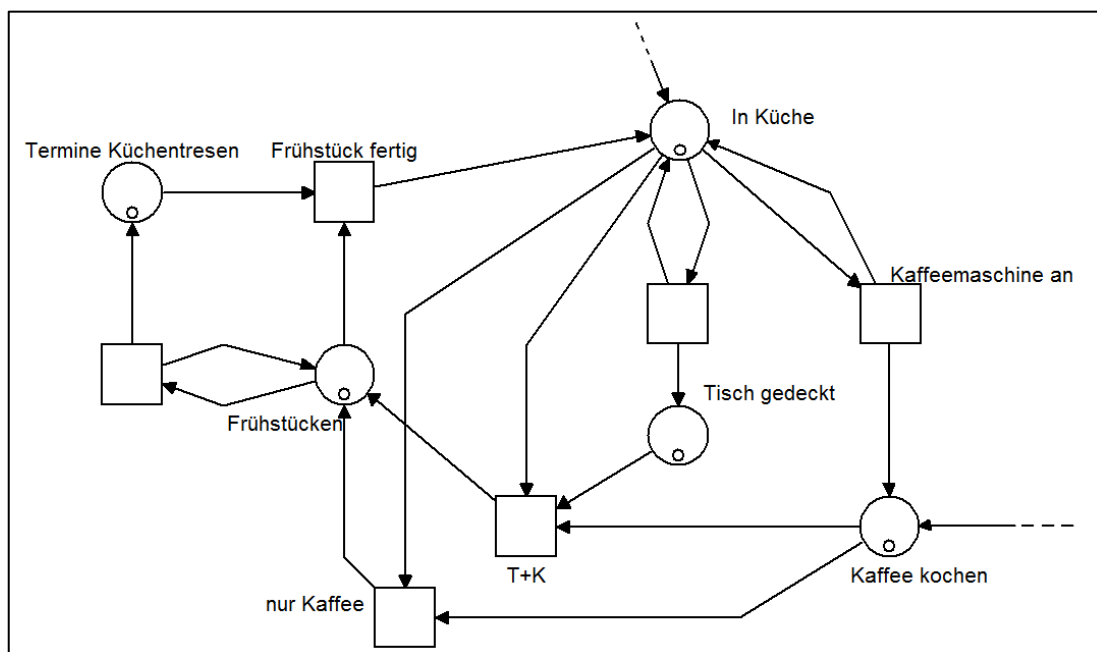 In Küche
Termine Küchentresen
Frühstück fertig
Kaffeemaschine an
Tisch gedeckt
Frühstücken
T+K
Kaffee kochen
nur Kaffee